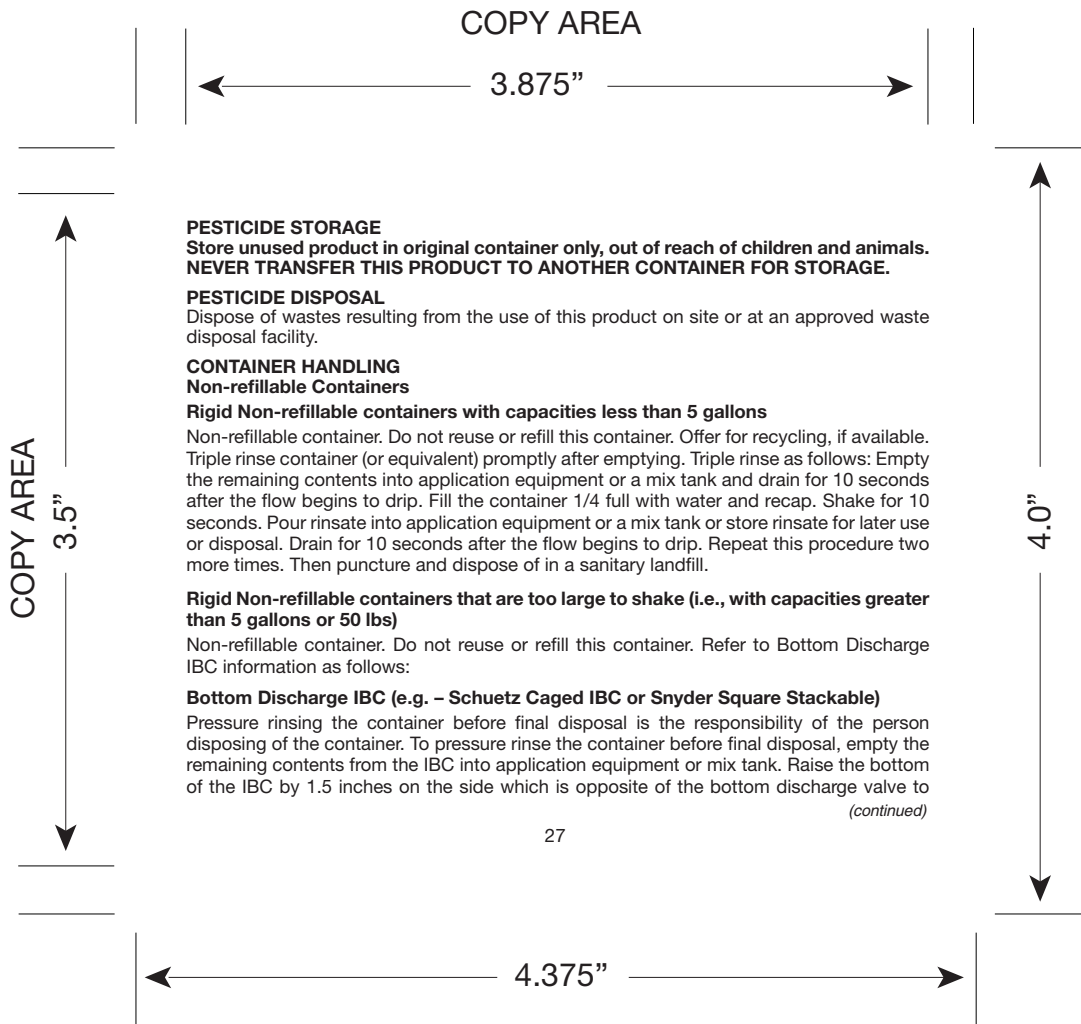 COPY AREA
3.875”
PESTICIDE STORAGE
Store unused product in original container only, out of reach of children and animals.
NEVER TRANSFER THIS PRODUCT TO ANOTHER CONTAINER FOR STORAGE.
PESTICIDE DISPOSAL
Dispose of wastes resulting from the use of this product on site or at an approved waste
disposal facility.
CONTAINER HANDLING
Non-refillable Containers
Rigid Non-refillable containers with capacities less than 5 gallons
Non-refillable container. Do not reuse or refill this container. Offer for recycling, if available.
Triple rinse container (or equivalent) promptly after emptying. Triple rinse as follows: Empty
the remaining contents into application equipment or a mix tank and drain for 10 seconds
after the flow begins to drip. Fill the container 1/4 full with water and recap. Shake for 10
seconds. Pour rinsate into application equipment or a mix tank or store rinsate for later use
or disposal. Drain for 10 seconds after the flow begins to drip. Repeat this procedure two
more times. Then puncture and dispose of in a sanitary landfill.
Rigid Non-refillable containers that are too large to shake (i.e., with capacities greater
than 5 gallons or 50 lbs)
Non-refillable container. Do not reuse or refill this container. Refer to Bottom Discharge
IBC information as follows:
Bottom Discharge IBC (e.g. – Schuetz Caged IBC or Snyder Square Stackable)
Pressure rinsing the container before final disposal is the responsibility of the person
disposing of the container. To pressure rinse the container before final disposal, empty the
remaining contents from the IBC into application equipment or mix tank. Raise the bottom
of the IBC by 1.5 inches on the side which is opposite of the bottom discharge valve to
(continued)
27
COPY AREA
3.5”
4.0”
4.375”